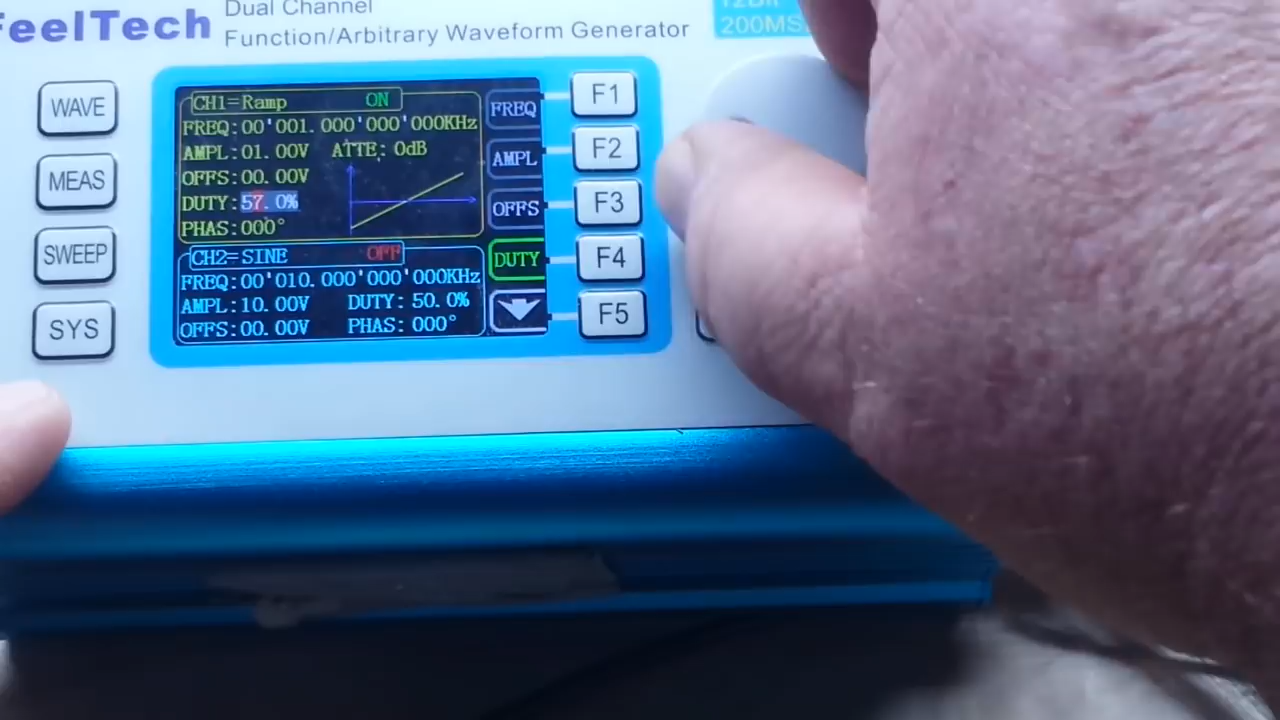 FeelTech
Dual Channel
Function/Arbitrary Waveform Generator
200MS
WAVE
MEAS
SWEEP
SYS
CH1=Ramp ON
FREQ:00'001.000'000'000KHz
AMPL:01.00V ATTE:0dB
OFFS:00.00V
DUTY:57.0%
PHAS:000°
CH2=SINE OFF
FREQ:00'010.000'000'000KHz
AMPL:10.00V DUTY:50.0%
OFFS:00.00V PHAS:000°
FREQ
AMPL
OFFS
DUTY
F1
F2
F3
F4
F5